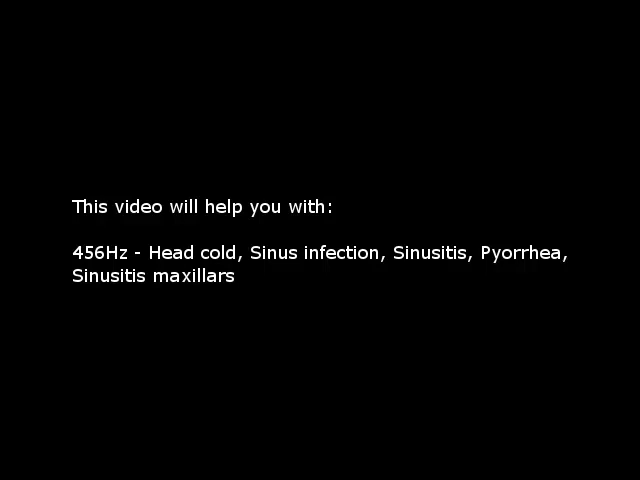 This video will help you with:
456Hz - Head cold, Sinus infection, Sinusitis, Pyorrhea,
Sinusitis maxillars